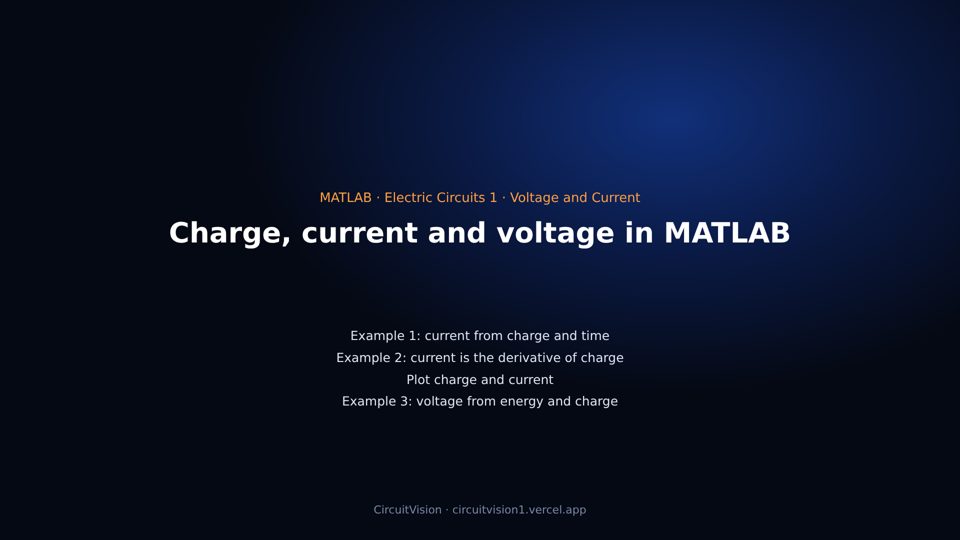 MATLAB · Electric Circuits 1 · Voltage and Current
Charge, current and voltage in MATLAB
Example 1: current from charge and time
Example 2: current is the derivative of charge
Plot charge and current
Example 3: voltage from energy and charge
CircuitVision · circuitvision1.vercel.app